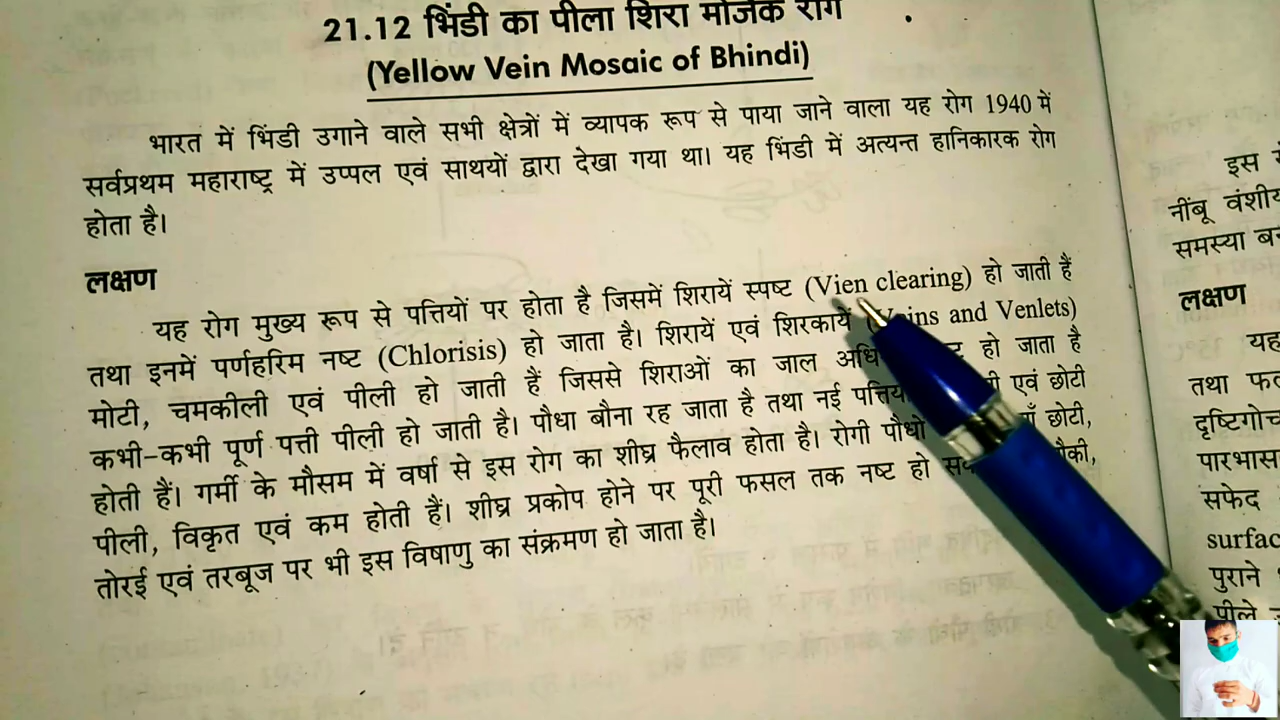 21.12 भिंडी का पीला शिरा मोजेक रोग
(Yellow Vein Mosaic of Bhindi)
भारत में भिंडी उगाने वाले सभी क्षेत्रों में व्यापक रूप से पाया जाने वाला यह रोग 1940 में
सर्वप्रथम महाराष्ट्र में उप्पल एवं साथयों द्वारा देखा गया था। यह भिंडी में अत्यन्त हानिकारक रोग
होता है।
लक्षण
यह रोग मुख्य रूप से पत्तियों पर होता है जिसमें शिरायें स्पष्ट (Vien clearing) हो जाती हैं
तथा इनमें पर्णहरिम नष्ट (Chlorisis) हो जाता है। शिरायें एवं शिरकायें and Venlets)
मोटी, चमकीली एवं पीली हो जाती हैं जिससे शिराओं का जाल हो जाता है
कभी-कभी पूर्ण पत्ती पीली हो जाती है। पौधा बौना रह जाता है तथा नई एवं छोटी
होती हैं। गर्मी के मौसम में वर्षा से इस रोग का शीघ्र फैलाव होता है। रोगी पौधों छोटी,
पीली, विकृत एवं कम होती हैं। शीघ्र प्रकोप होने पर पूरी फसल तक नष्ट हो
तोरई एवं तरबूज पर भी इस विषाणु का संक्रमण हो जाता है।
इस
नींबू वंशीय
समस्या
लक्षण
यह
तथा
सफेद
पुराने
पीले